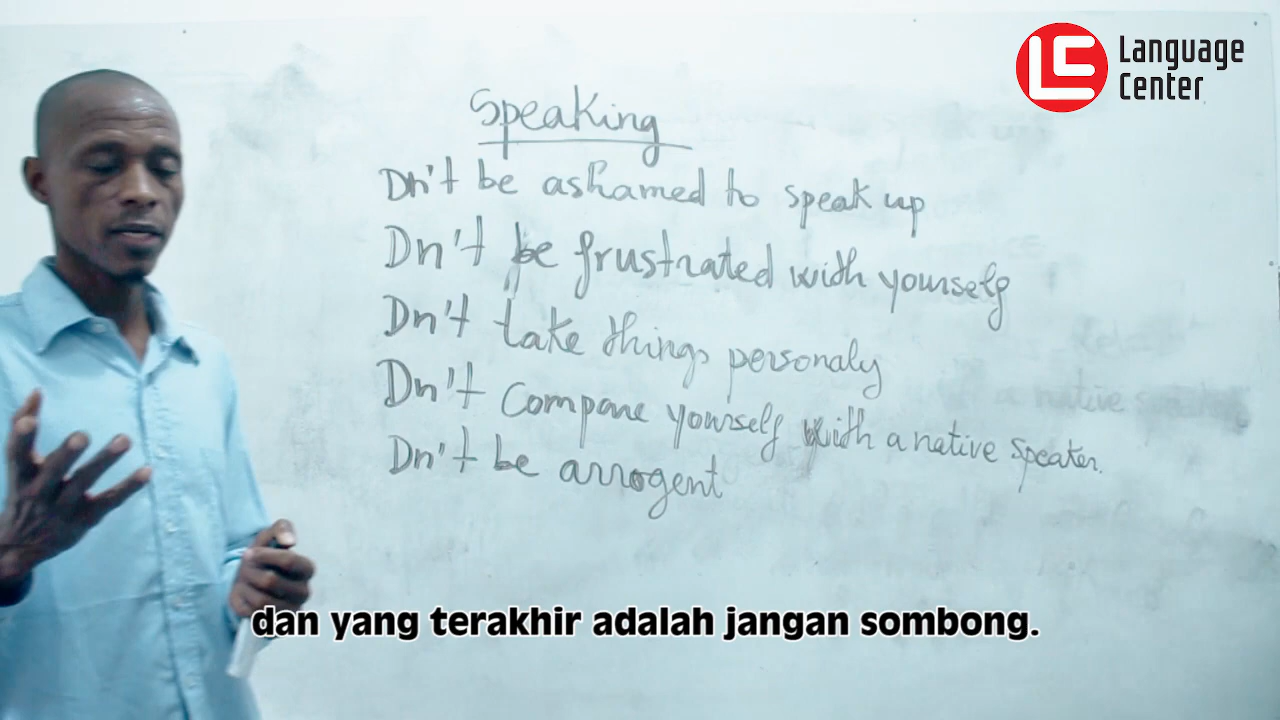 Language
Center
Speaking
Dn't be ashamed to speak up
Dn't be frustrated with yourself
Dn't take things personaly
Dn't compare yourself with a native speaker.
Dn't be arrogent
dan yang terakhir adalah jangan sombong.